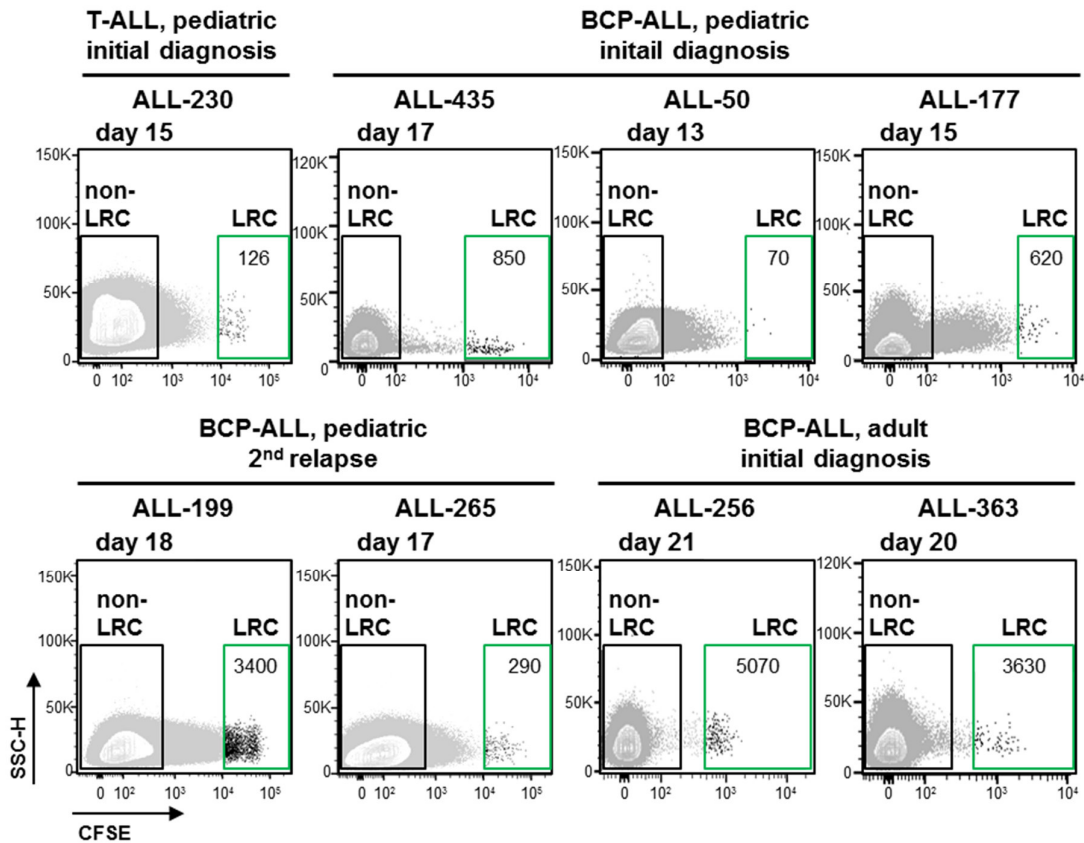 T-ALL, pediatric
initial diagnosis
BCP-ALL, pediatric
initail diagnosis
ALL-230
ALL-435
ALL-50
ALL-177
day 15
day 17
day 13
day 15
150K
100K
50K
0
non-
LRC
LRC
126
0 10² 10³ 10⁴ 10⁵
120K
100K
50K
0
non-
LRC
LRC
850
0 10² 10³ 10⁴
150K
100K
50K
0
non-
LRC
LRC
70
0 10² 10³ 10⁴
150K
100K
50K
0
non-
LRC
LRC
620
0 10² 10³ 10⁴
BCP-ALL, pediatric
2nd relapse
BCP-ALL, adult
initial diagnosis
ALL-199
ALL-265
ALL-256
ALL-363
day 18
day 17
day 21
day 20
150K
100K
50K
0
non-
LRC
LRC
3400
0 10² 10³ 10⁴ 10⁵
150K
100K
50K
0
non-
LRC
LRC
290
0 10² 10³ 10⁴ 10⁵
150K
100K
50K
0
non-
LRC
LRC
5070
0 10² 10³ 10⁴
120K
100K
50K
0
non-
LRC
LRC
3630
0 10² 10³ 10⁴
SSC-H
CFSE